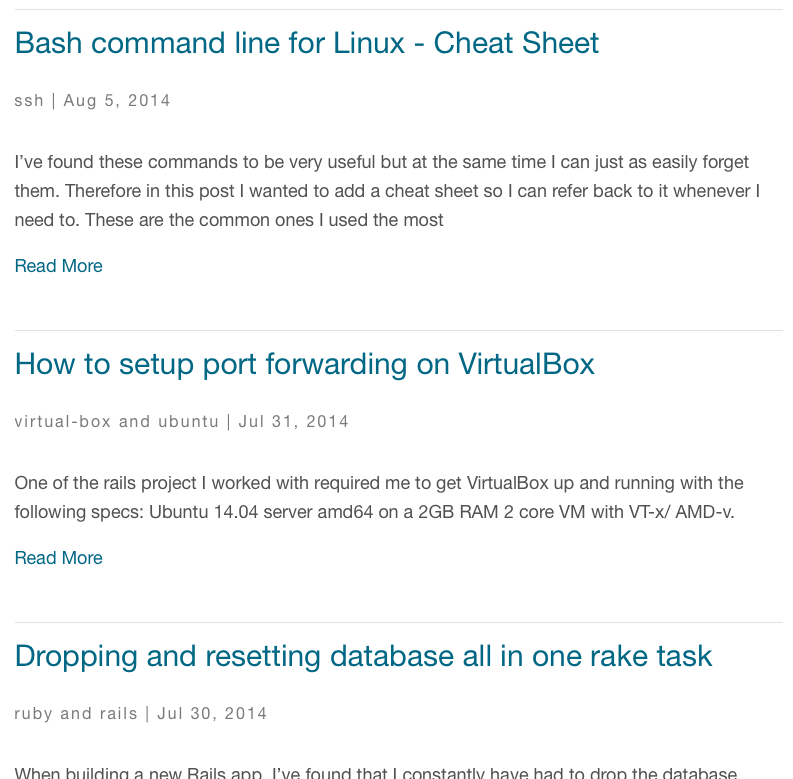 Bash command line for Linux - Cheat Sheet
ssh | Aug 5, 2014
I’ve found these commands to be very useful but at the same time I can just as easily forget
them. Therefore in this post I wanted to add a cheat sheet so I can refer back to it whenever I
need to. These are the common ones I used the most
Read More
How to setup port forwarding on VirtualBox
virtual-box and ubuntu | Jul 31, 2014
One of the rails project I worked with required me to get VirtualBox up and running with the
following specs: Ubuntu 14.04 server amd64 on a 2GB RAM 2 core VM with VT-x/ AMD-v.
Read More
Dropping and resetting database all in one rake task
ruby and rails | Jul 30, 2014
When building a new Rails app, I’ve found that I constantly have had to drop the database,